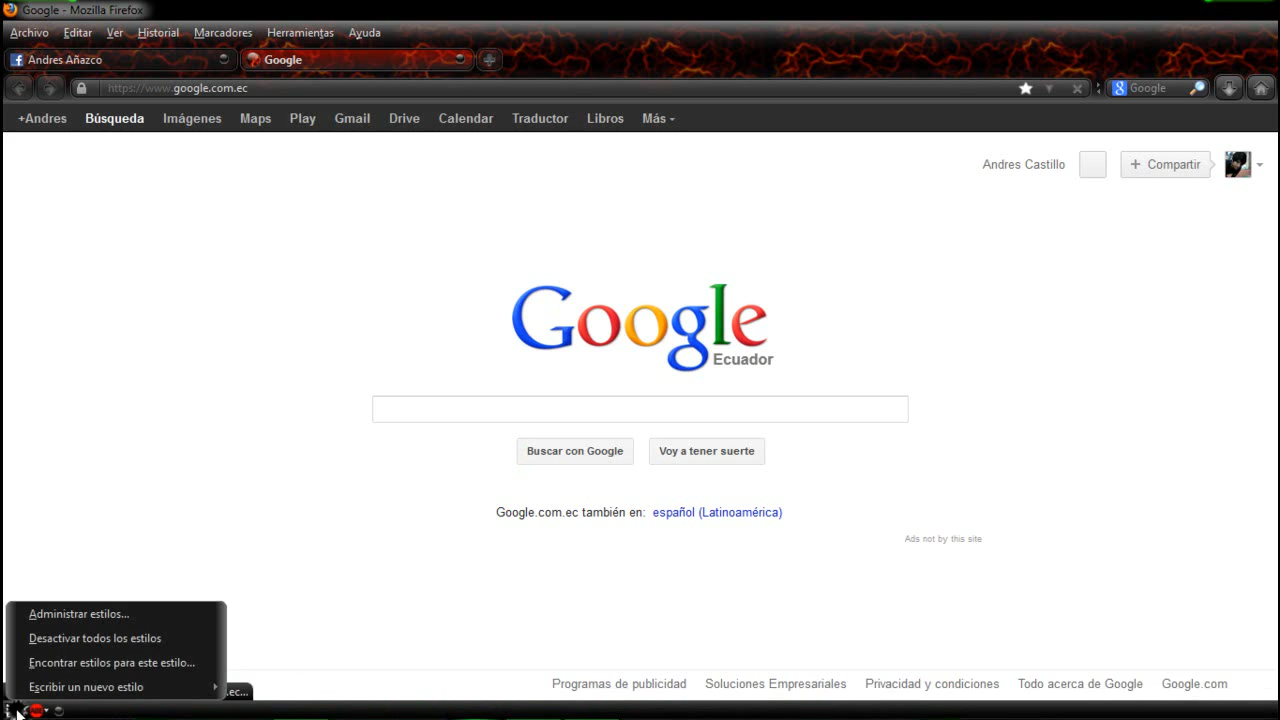 Google - Mozilla Firefox
Archivo Editar Ver Historial Marcadores Herramientas Ayuda
Andres Añazco Google
https://www.google.com.ec Google
+Andres Búsqueda Imágenes Maps Play Gmail Drive Calendar Traductor Libros Más
Andres Castillo + Compartir
Google
Ecuador
Buscar con Google Voy a tener suerte
Google.com.ec también en: español (Latinoamérica)
Ads not by this site
Administrar estilos...
Desactivar todos los estilos
Encontrar estilos para este estilo...
Escribir un nuevo estilo
.ec...
Programas de publicidad Soluciones Empresariales Privacidad y condiciones Todo acerca de Google Google.com